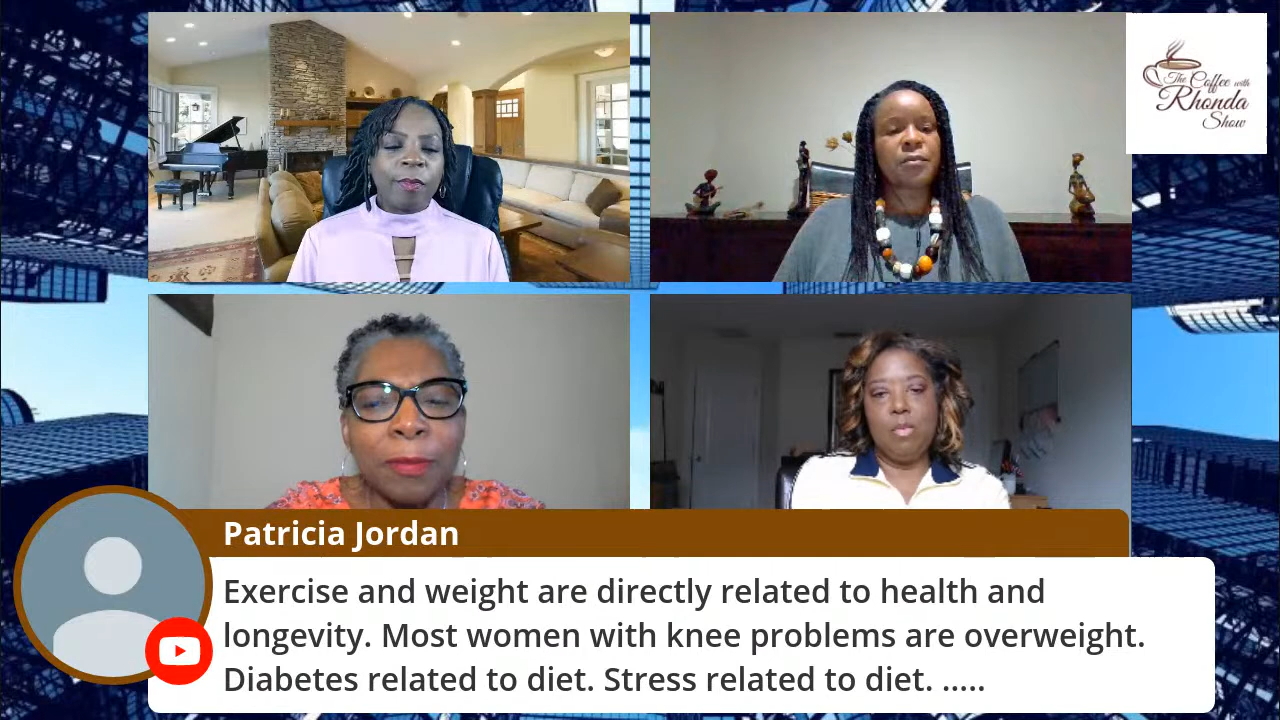 The Coffee with
Rhonda
Show
Patricia Jordan
Exercise and weight are directly related to health and
longevity. Most women with knee problems are overweight.
Diabetes related to diet. Stress related to diet. .....